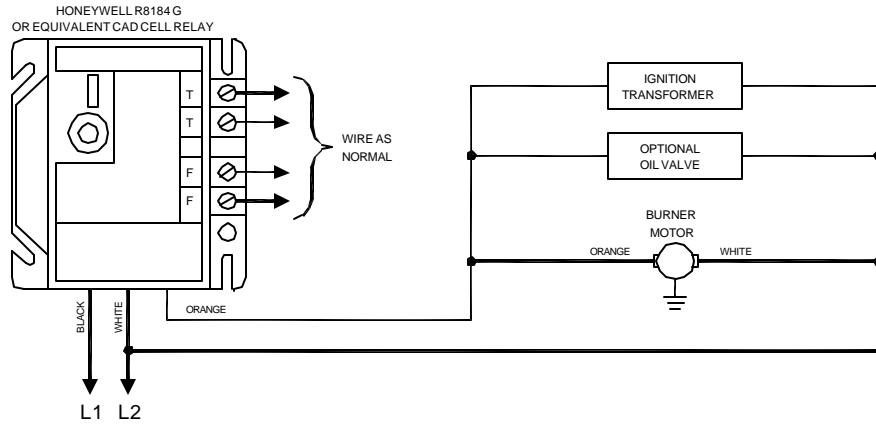 HONEYWELL R8184 G
OR EQUIVALENT CAD CELL RELAY
T
T
F
F
WIRE AS
NORMAL
IGNITION
TRANSFORMER
OPTIONAL
OIL VALVE
BURNER
MOTOR
ORANGE
WHITE
ORANGE
BLACK
WHITE
L1
L2